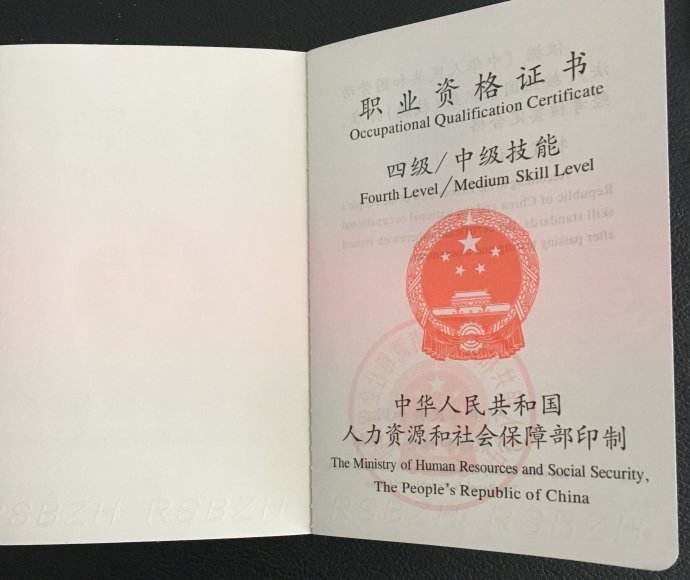 职业资格证书
Occupational Qualification Certificate
四级/中级技能
Fourth Level/Medium Skill Level
中华人民共和国
人力资源和社会保障部印制
The Ministry of Human Resources and Social Security,
The People's Republic of China
RSBZH RSBZH